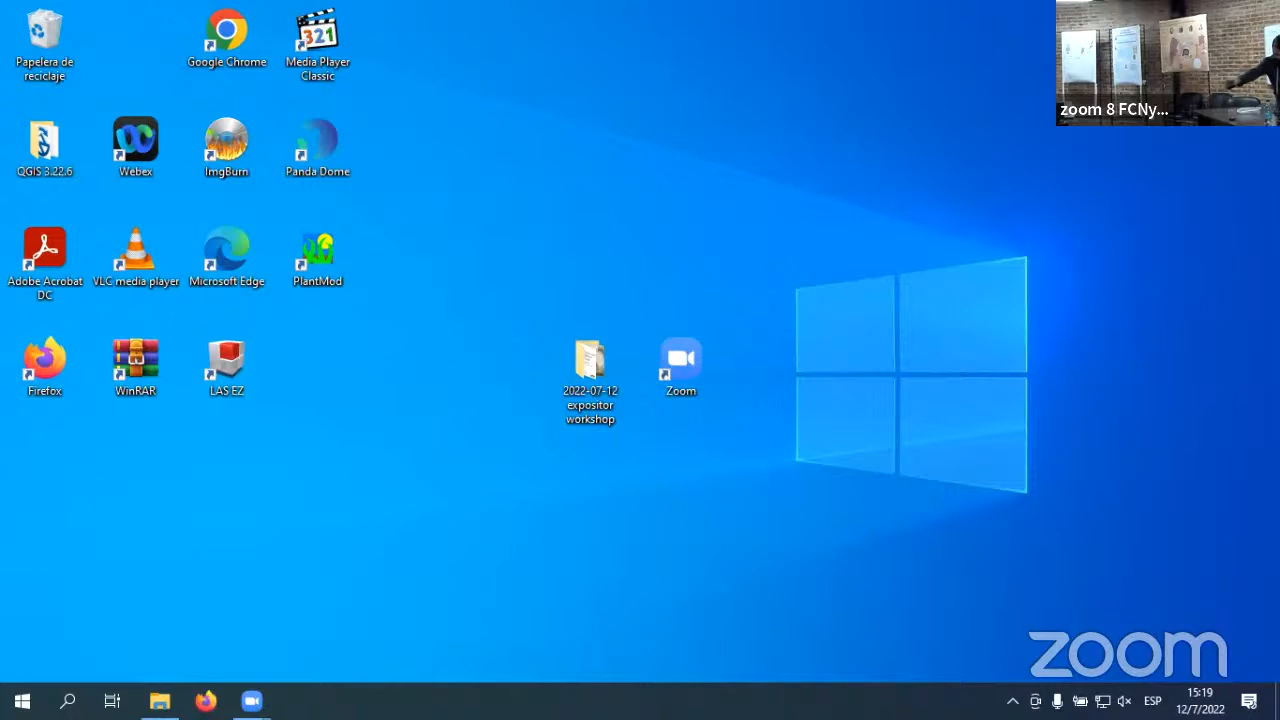 Papelera de
reciclaje
Google Chrome
Media Player
Classic
321
zoom 8 FCNy...
QGIS 3.22.6
Webex
ImgBurn
Panda Dome
Adobe Acrobat
DC
VLC media player
Microsoft Edge
PlantMod
Firefox
WinRAR
LAS EZ
2022-07-12
expositor
workshop
Zoom
zoom
ESP
15:19
12/7/2022